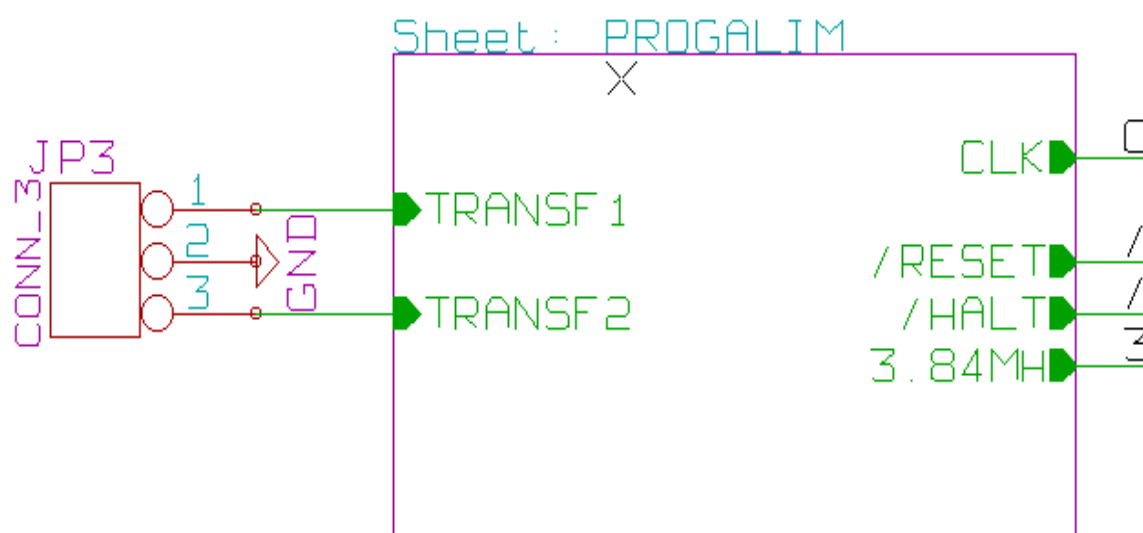 Sheet: PROGALIM
JP3
CONN_3
1
2
3
GND
TRANSF1
TRANSF2
CLK
/RESET
/HALT
3.84MH